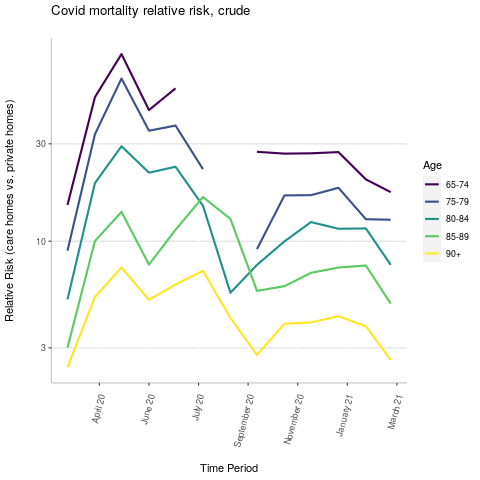 Covid mortality relative risk, crude
Relative Risk (care homes vs. private homes)
30
10
3
April 20
June 20
July 20
September 20
November 20
January 21
March 21
Time Period
Age
65-74
75-79
80-84
85-89
90+